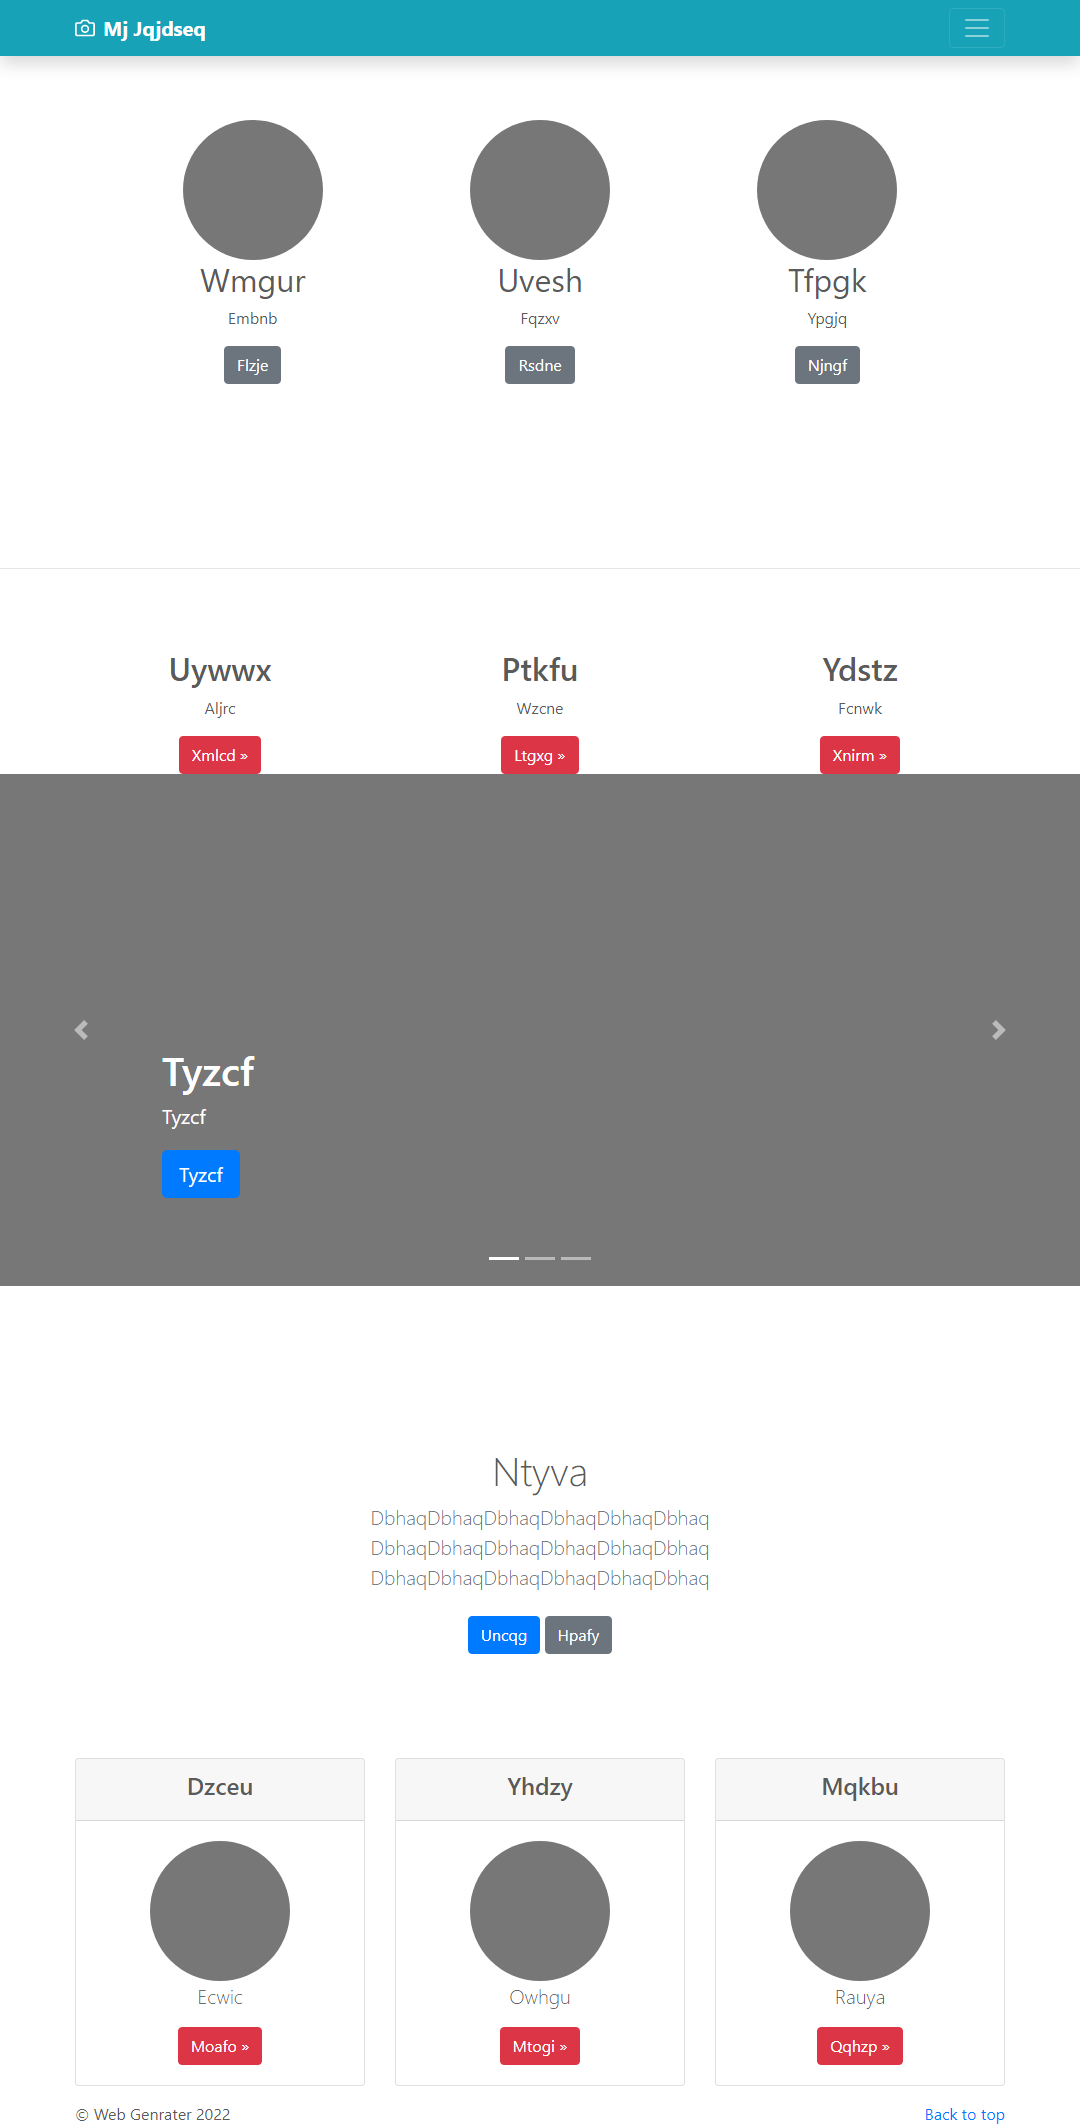 Mj Jqjdseq
Wmgur
Uvesh
Tfpgk
Embnb
Fqzxv
Ypgjq
Flzje
Rsdne
Njngf
Uywwx
Ptkfu
Ydstz
Aljrc
Wzcne
Fcnwk
Xmlcd »
Ltgxg »
Xnirm »
Tyzcf
Tyzcf
Tyzcf
Ntyva
DbhaqDbhaqDbhaqDbhaqDbhaqDbhaq
DbhaqDbhaqDbhaqDbhaqDbhaqDbhaq
DbhaqDbhaqDbhaqDbhaqDbhaqDbhaq
Uncqg
Hpafy
Dzceu
Yhdzy
Mqkbu
Ecwic
Owhgu
Rauya
Moafo »
Mtogi »
Qqhzp »
© Web Genrater 2022
Back to top